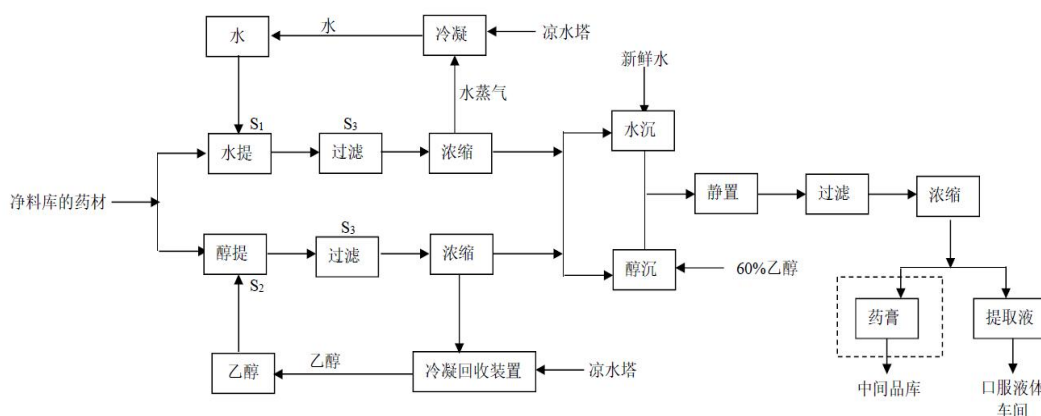 水
水
冷凝
凉水塔
新鲜水
水蒸气
S1
S3
水提
过滤
浓缩
水沉
净料库的药材
静置
过滤
浓缩
S3
醇提
过滤
浓缩
醇沉
60%乙醇
S2
药膏
提取液
乙醇
乙醇
冷凝回收装置
凉水塔
中间品库
口服液体
车间